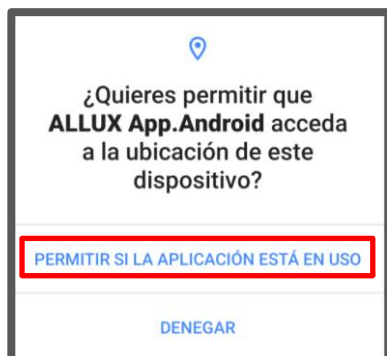 ¿Quieres permitir que
ALLUX App.Android acceda
a la ubicación de este
dispositivo?
PERMITIR SI LA APLICACIÓN ESTÁ EN USO
DENEGAR